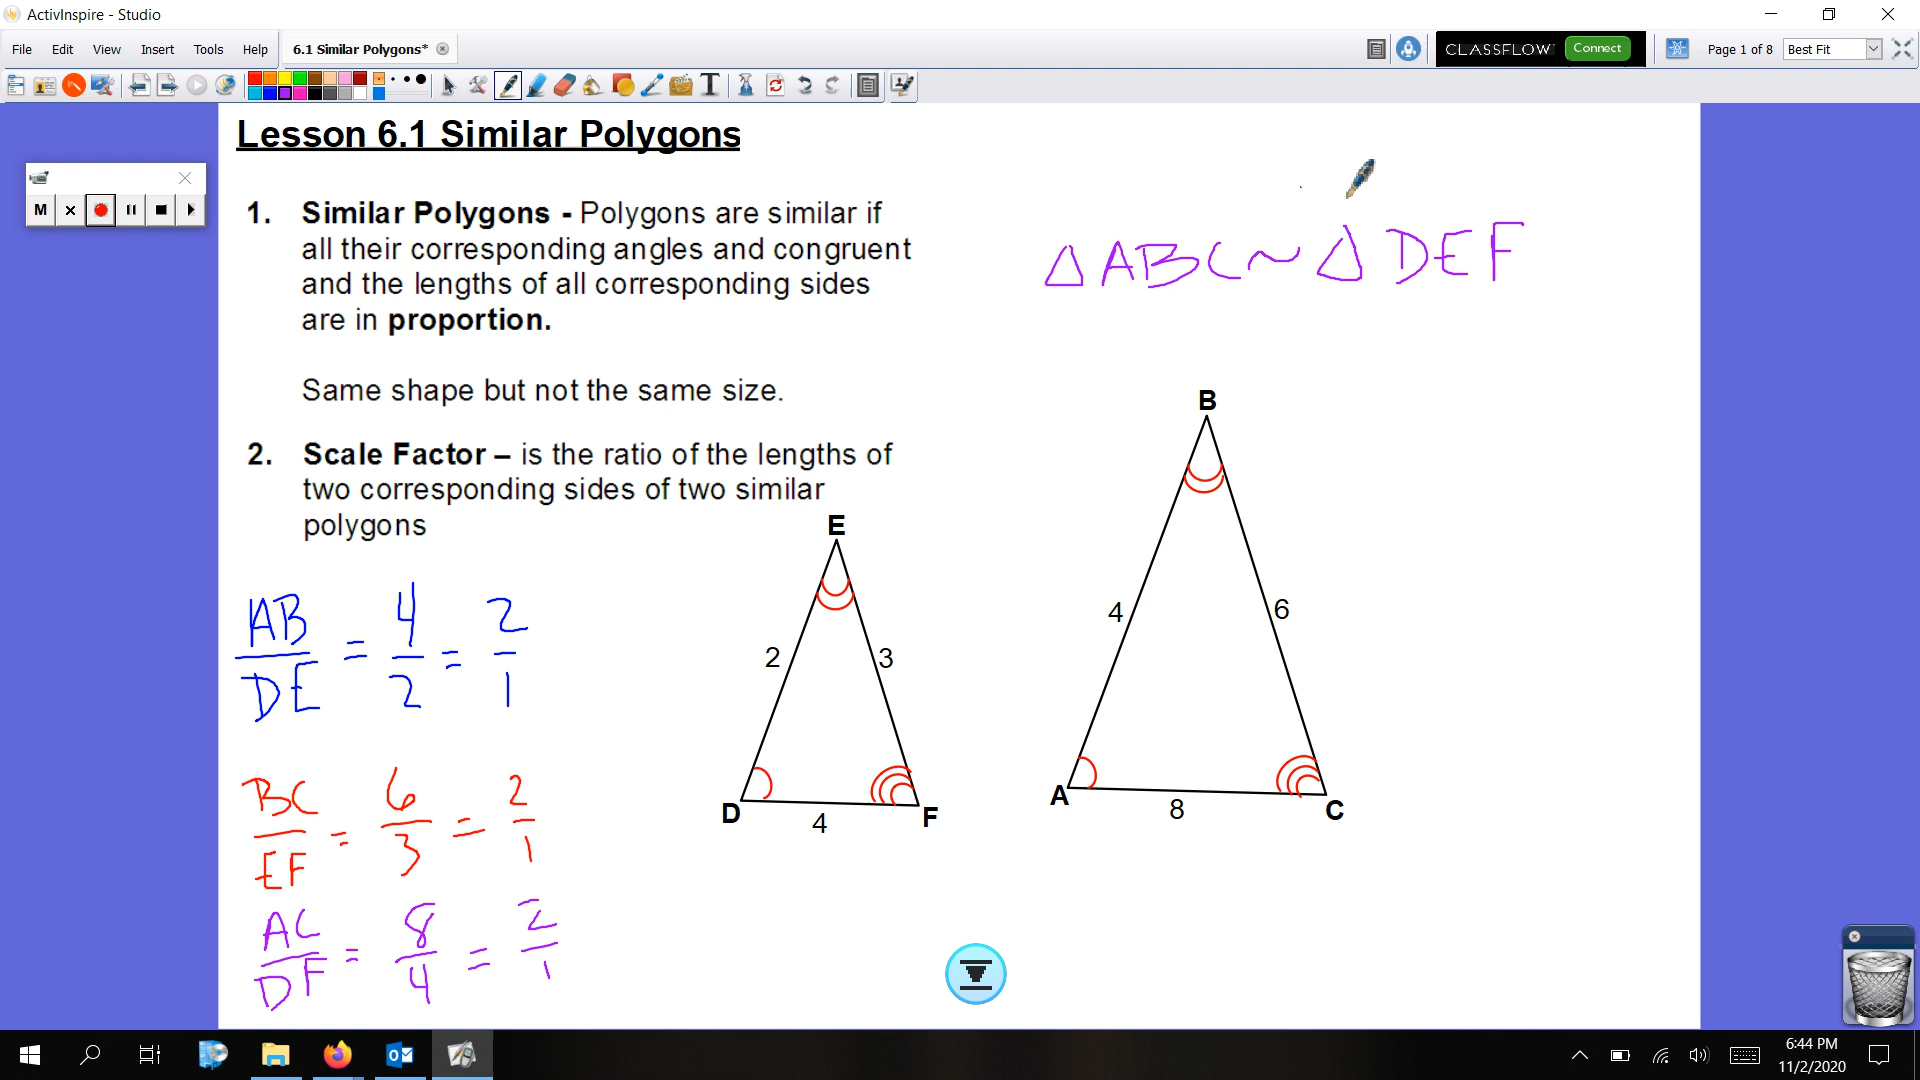 ActivInspire - Studio
File Edit View Insert Tools Help 6.1 Similar Polygons*
CLASSFLOW Connect Page 1 of 8 Best Fit
M
Lesson 6.1 Similar Polygons
1. Similar Polygons - Polygons are similar if
all their corresponding angles and congruent
and the lengths of all corresponding sides
are in proportion.
Same shape but not the same size.
2. Scale Factor – is the ratio of the lengths of
two corresponding sides of two similar
polygons
△ABC ~ △DEF
AB/DE = 4/2 = 2/1
BC/EF = 6/3 = 2/1
AC/DF = 8/4 = 2/1
E
2 3
D 4 F
B
4 6
A 8 C
6:44 PM
11/2/2020